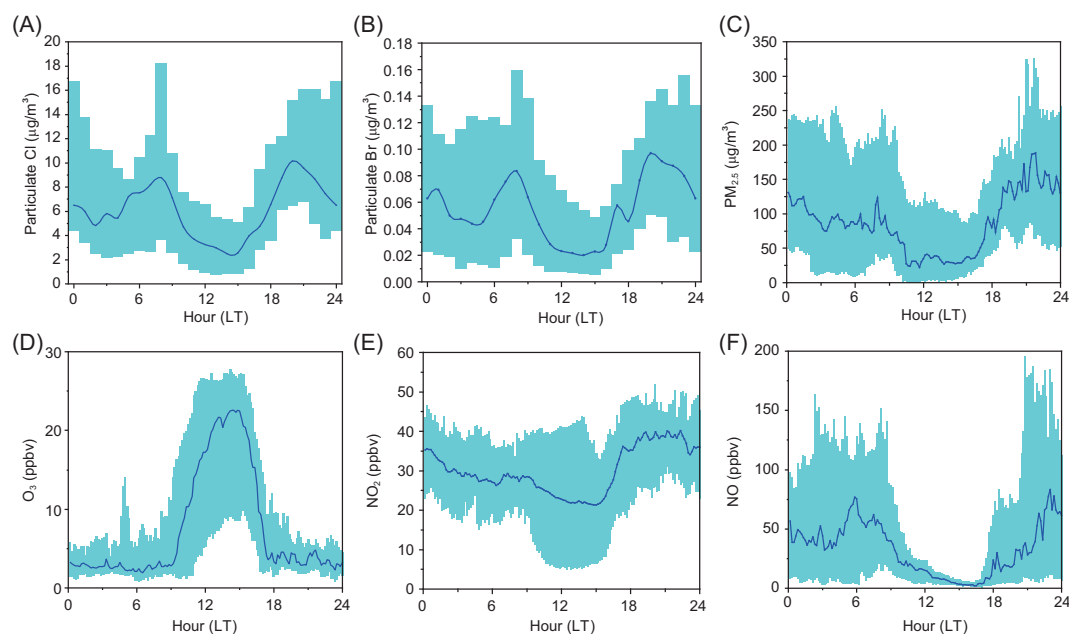 (A)
20
18
16
14
12
10
8
6
4
2
0
Particulate Cl (μg/m³)
0 6 12 18 24
Hour (LT)
(B)
0.18
0.16
0.14
0.12
0.10
0.08
0.06
0.04
0.02
0.00
Particulate Br (μg/m³)
0 6 12 18 24
Hour (LT)
(C)
350
300
250
200
150
100
50
0
PM₂.₅ (μg/m³)
0 6 12 18 24
Hour (LT)
(D)
30
20
10
0
O₃ (ppbv)
0 6 12 18 24
Hour (LT)
(E)
60
50
40
30
20
10
0
NO₂ (ppbv)
0 6 12 18 24
Hour (LT)
(F)
200
150
100
50
0
NO (ppbv)
0 6 12 18 24
Hour (LT)